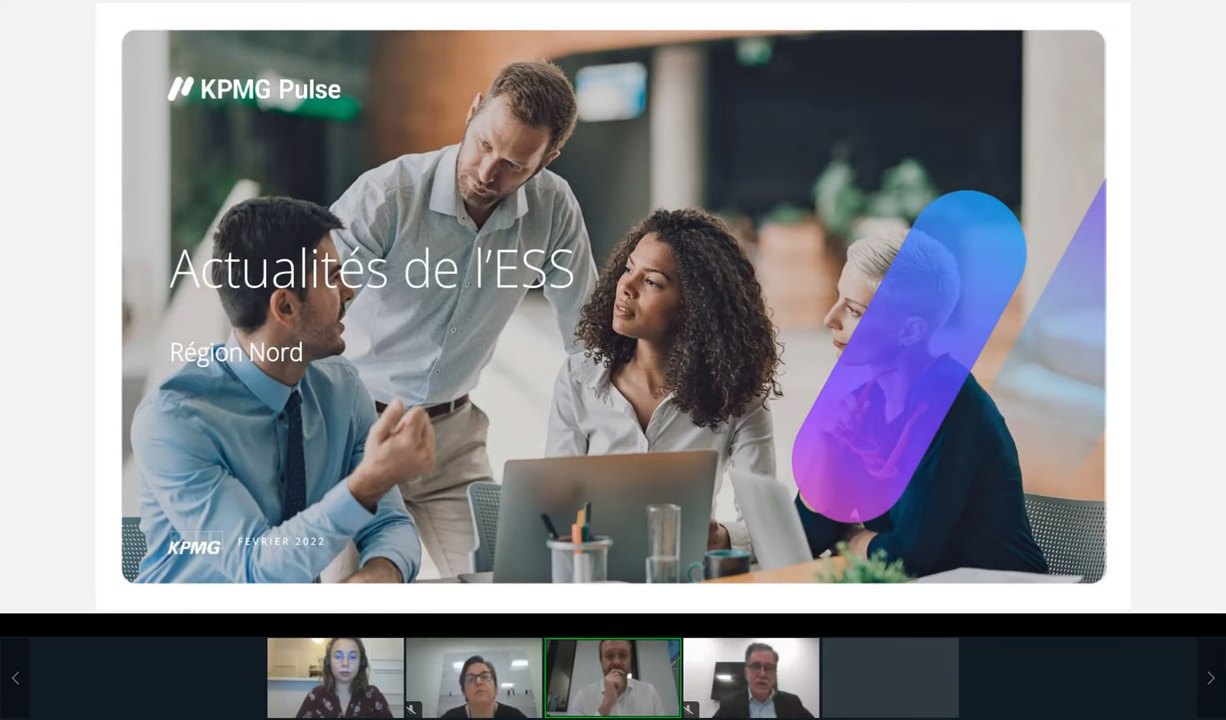 KPMG Pulse
Actualités de l'ESS
Région Nord
KPMG FÉVRIER 2022